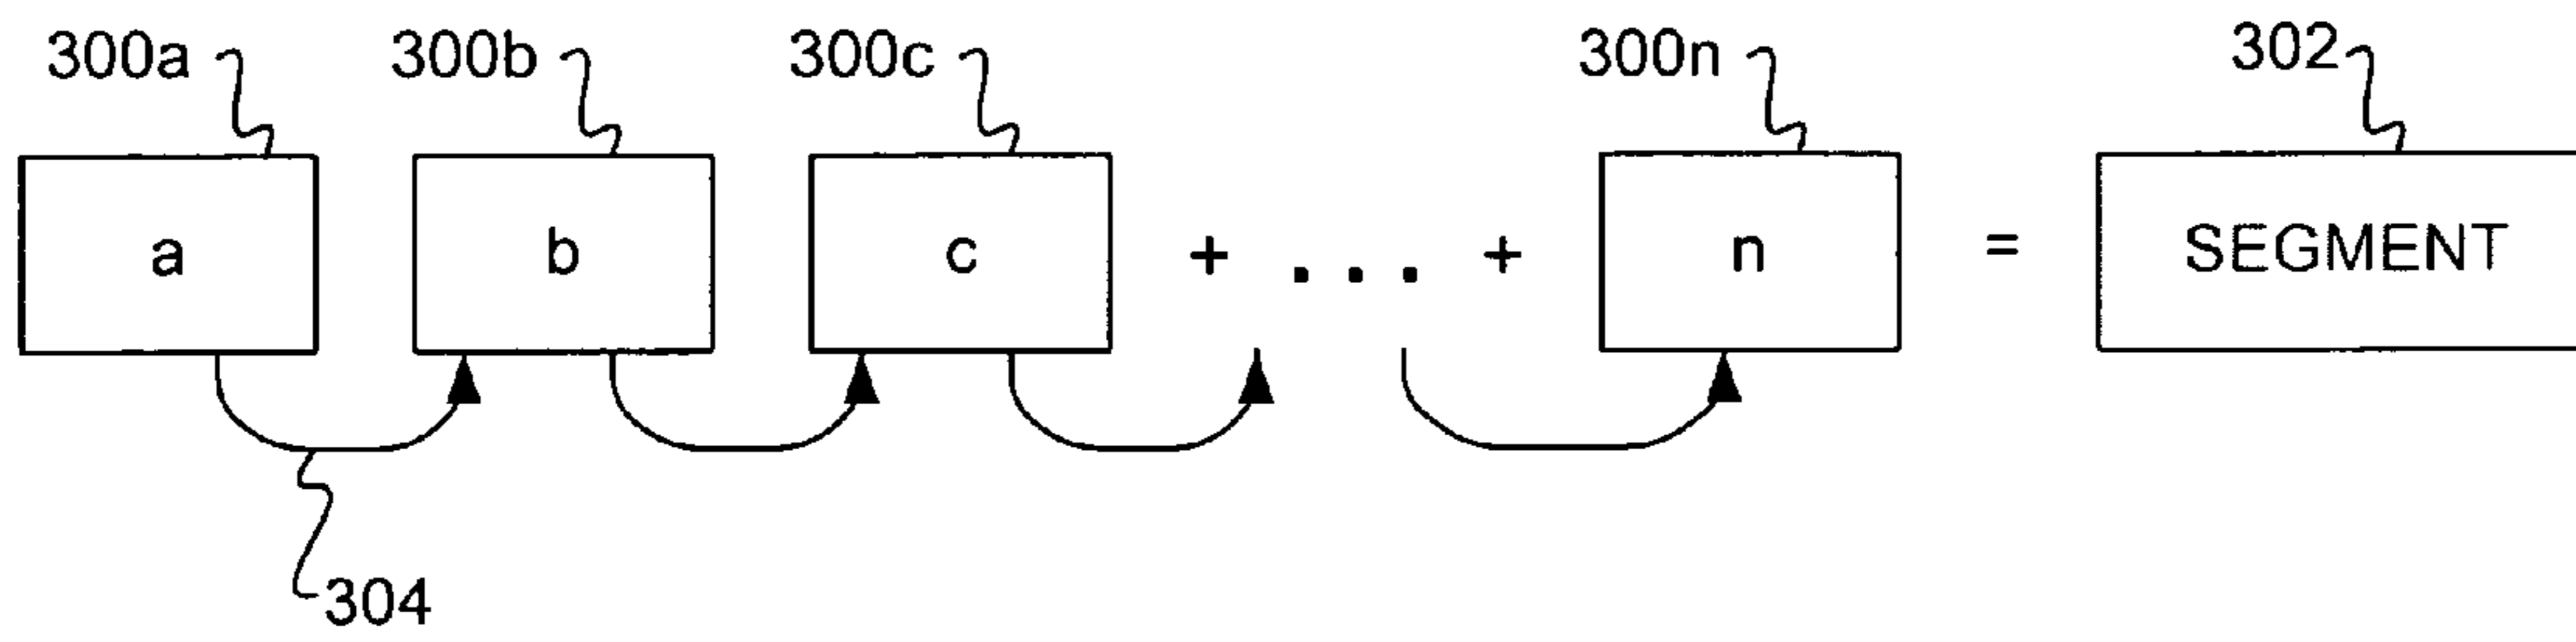 300a 300b 300c 300n 302
a b c + . . . + n = SEGMENT
304